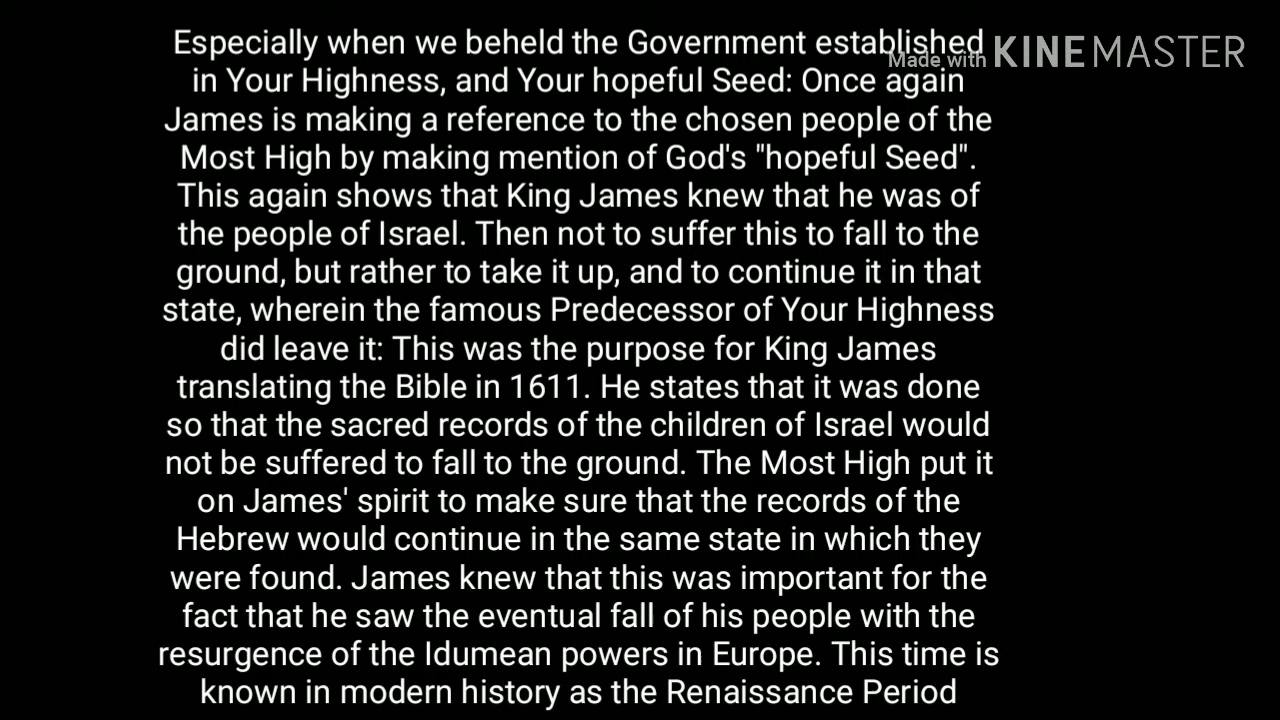 Especially when we beheld the Government established
Made with KINEMASTER
in Your Highness, and Your hopeful Seed: Once again
James is making a reference to the chosen people of the
Most High by making mention of God's "hopeful Seed".
This again shows that King James knew that he was of
the people of Israel. Then not to suffer this to fall to the
ground, but rather to take it up, and to continue it in that
state, wherein the famous Predecessor of Your Highness
did leave it: This was the purpose for King James
translating the Bible in 1611. He states that it was done
so that the sacred records of the children of Israel would
not be suffered to fall to the ground. The Most High put it
on James' spirit to make sure that the records of the
Hebrew would continue in the same state in which they
were found. James knew that this was important for the
fact that he saw the eventual fall of his people with the
resurgence of the Idumean powers in Europe. This time is
known in modern history as the Renaissance Period